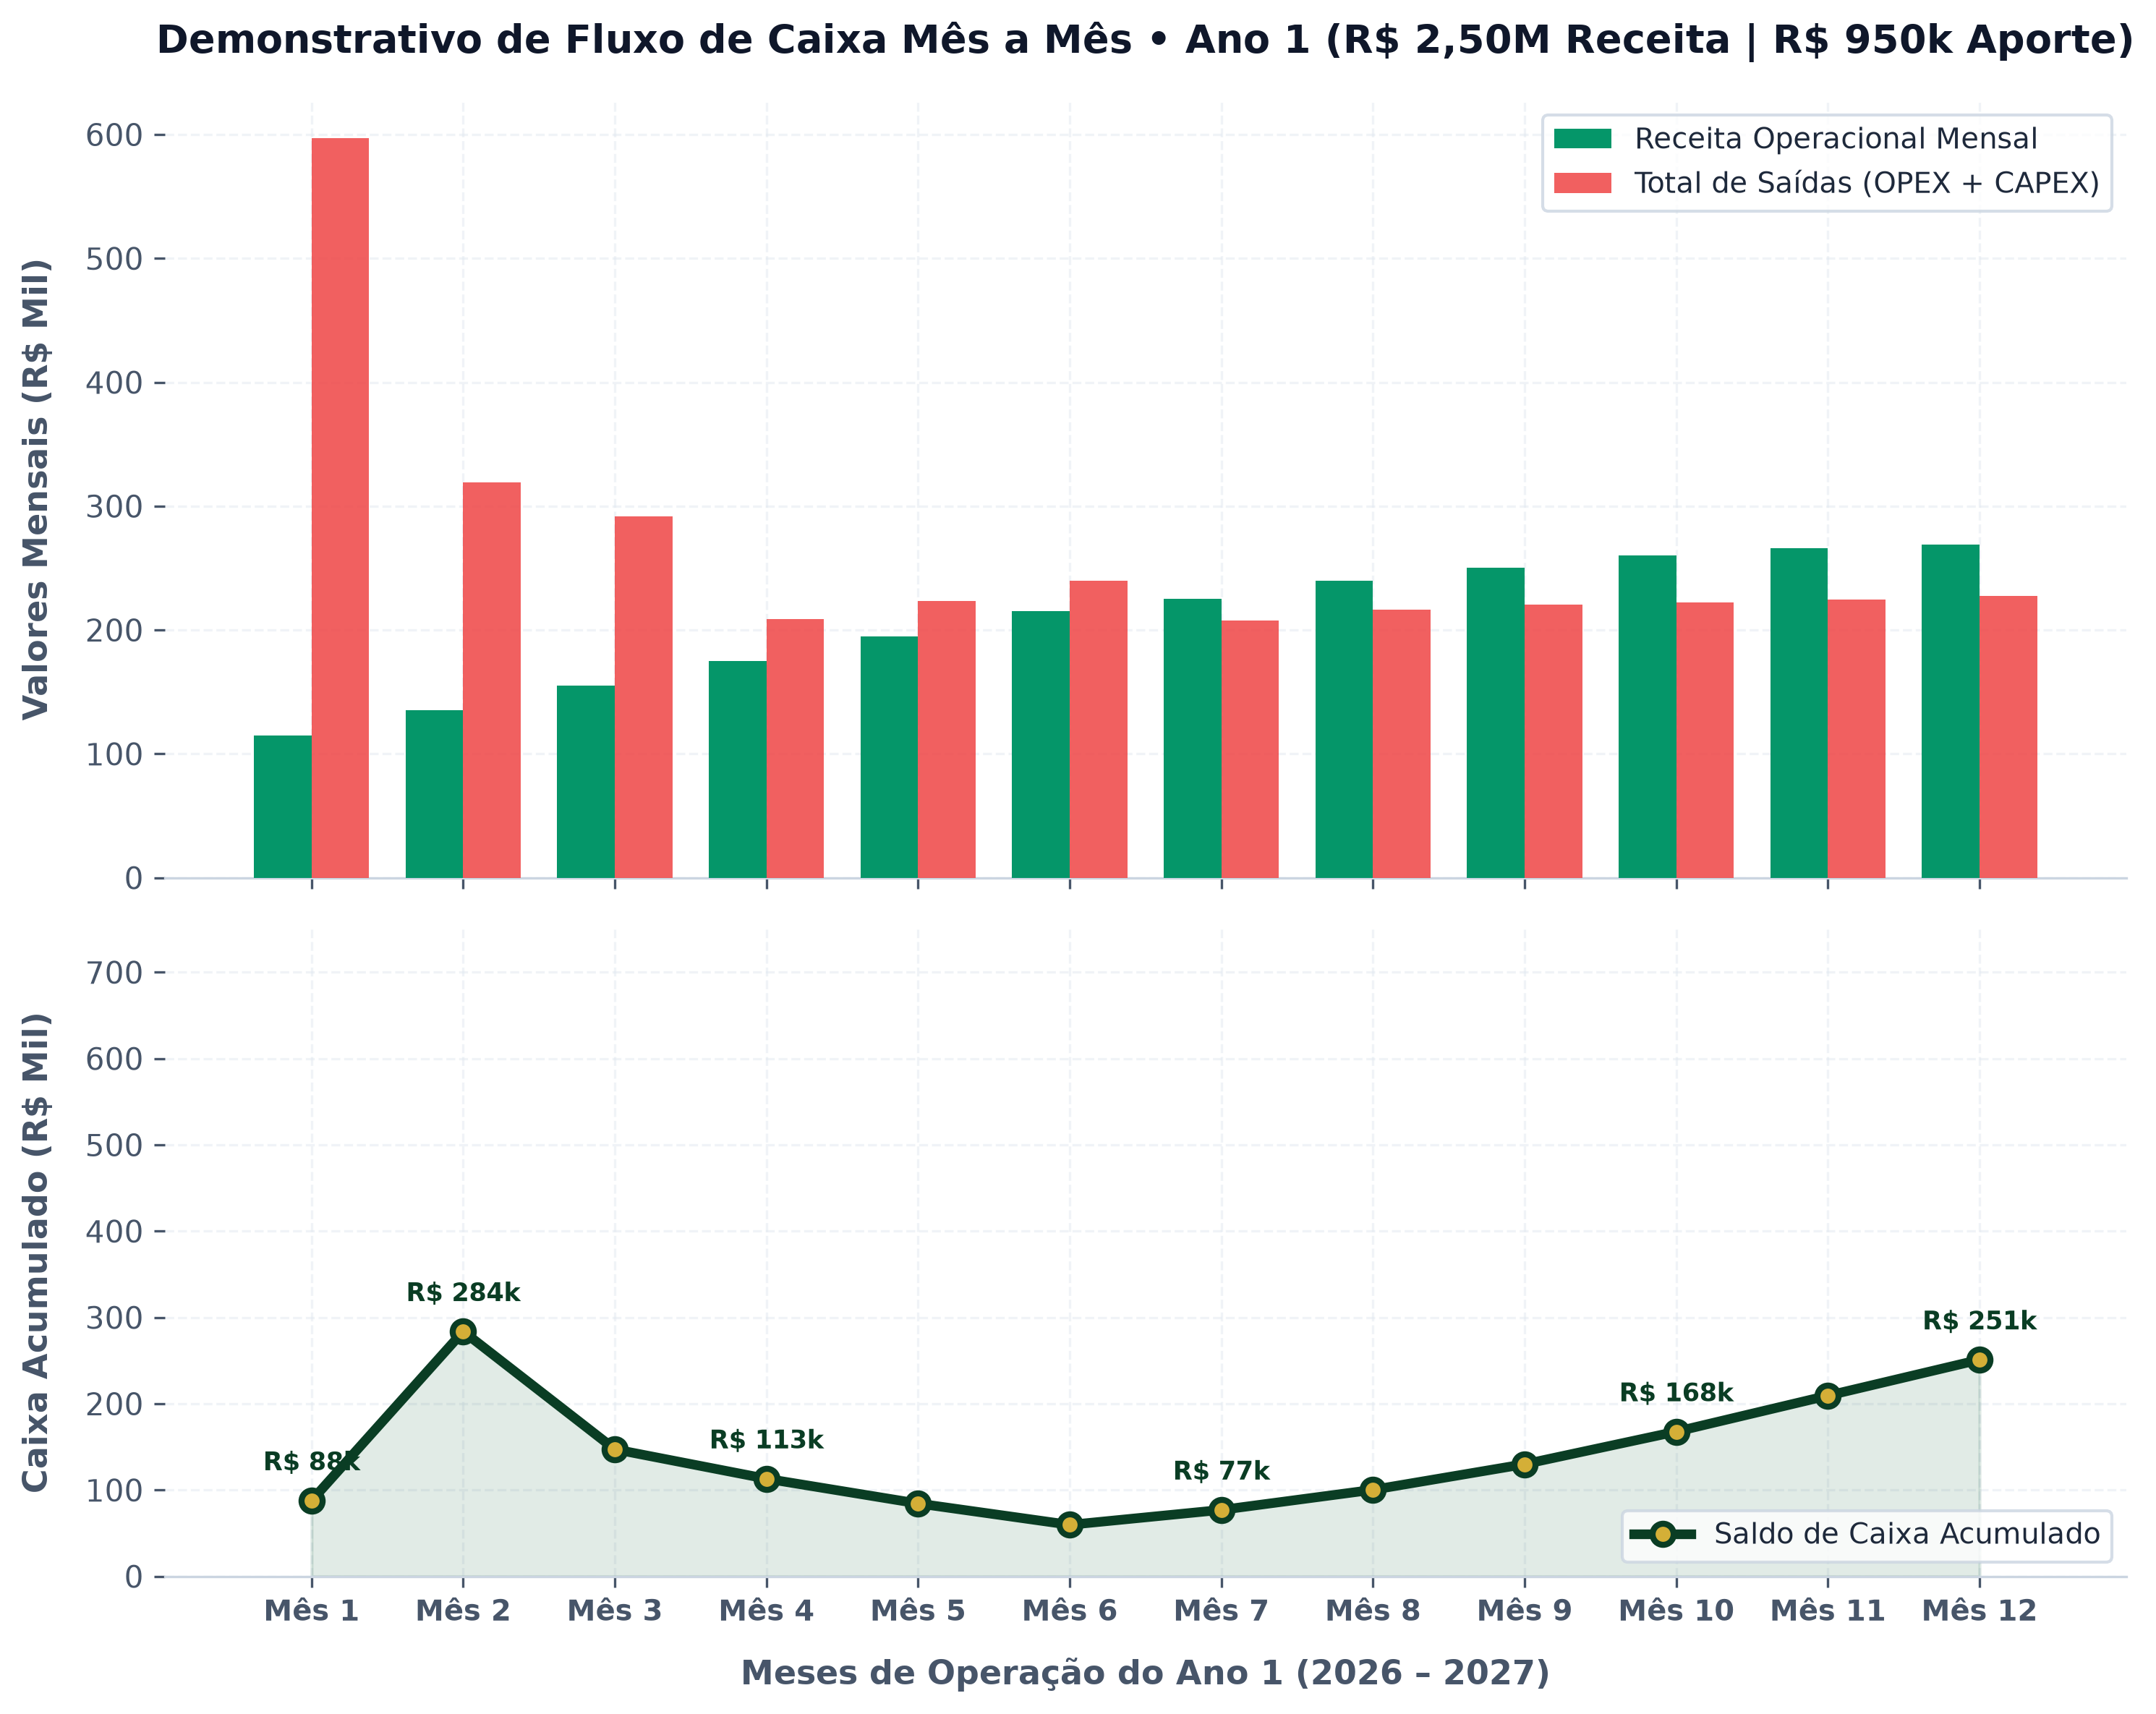 Demonstrativo de Fluxo de Caixa Mês a Mês • Ano 1 (R$ 2,50M Receita | R$ 950k Aporte)
Receita Operacional Mensal
Total de Saídas (OPEX + CAPEX)
Valores Mensais (R$ Mil)
600
500
400
300
200
100
0
Caixa Acumulado (R$ Mil)
700
600
500
400
300
200
100
0
R$ 88k
R$ 284k
R$ 113k
R$ 77k
R$ 168k
R$ 251k
Saldo de Caixa Acumulado
Mês 1 Mês 2 Mês 3 Mês 4 Mês 5 Mês 6 Mês 7 Mês 8 Mês 9 Mês 10 Mês 11 Mês 12
Meses de Operação do Ano 1 (2026 – 2027)